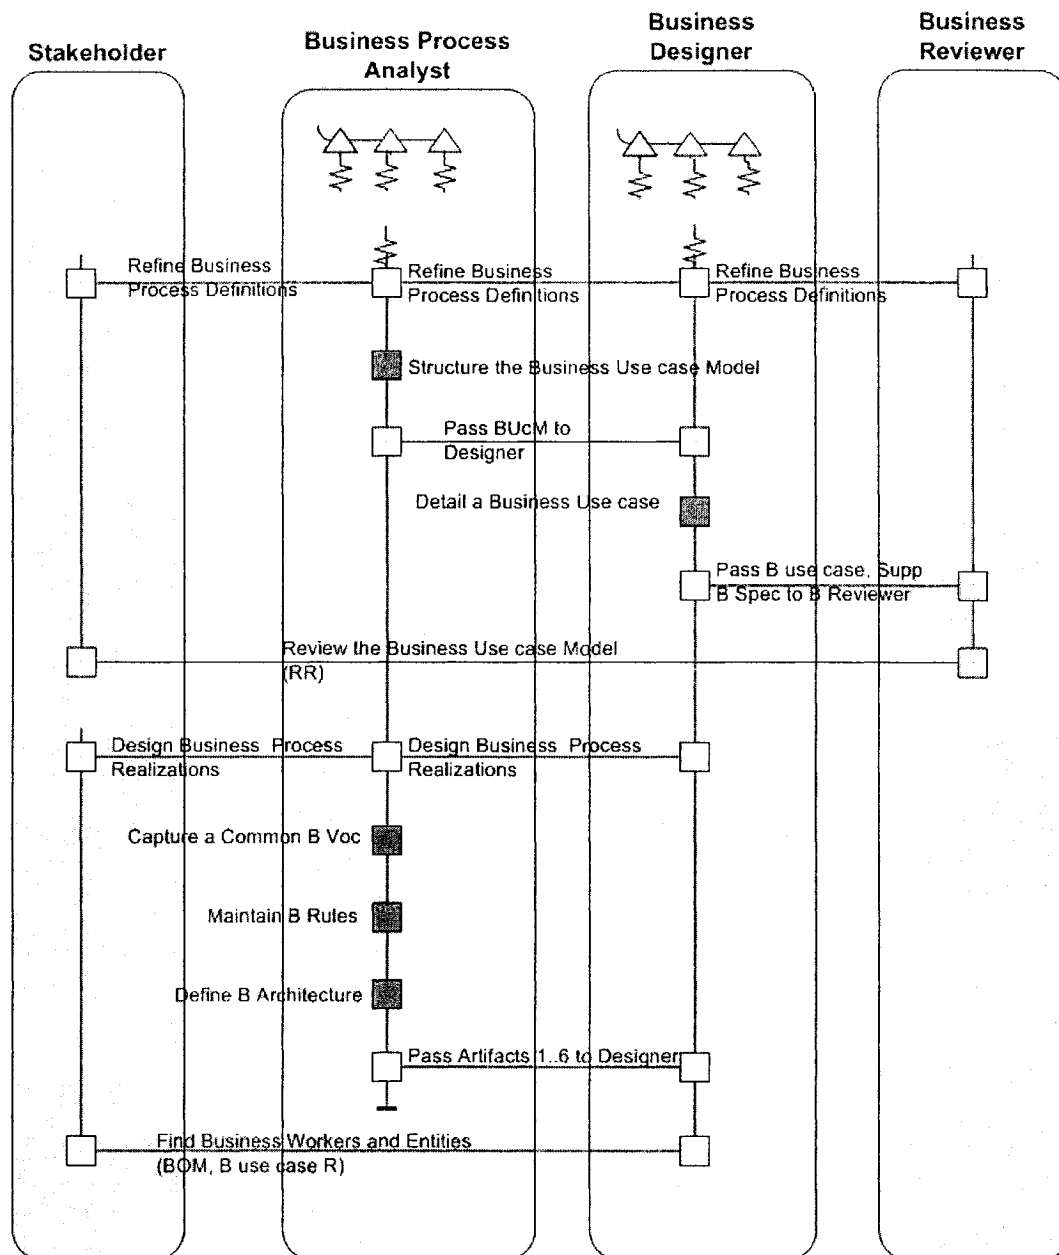 Stakeholder
Business Process
Analyst
Business
Designer
Business
Reviewer
Refine Business
Process Definitions
Refine Business
Process Definitions
Refine Business
Process Definitions
Structure the Business Use case Model
Pass BUcM to
Designer
Detail a Business Use case
Pass B use case, Supp
B Spec to B Reviewer
Review the Business Use case Model
(RR)
Design Business Process
Realizations
Design Business Process
Realizations
Capture a Common B Voc
Maintain B Rules
Define B Architecture
Pass Artifacts 1..6 to Designer
Find Business Workers and Entities
(BOM, B use case R)